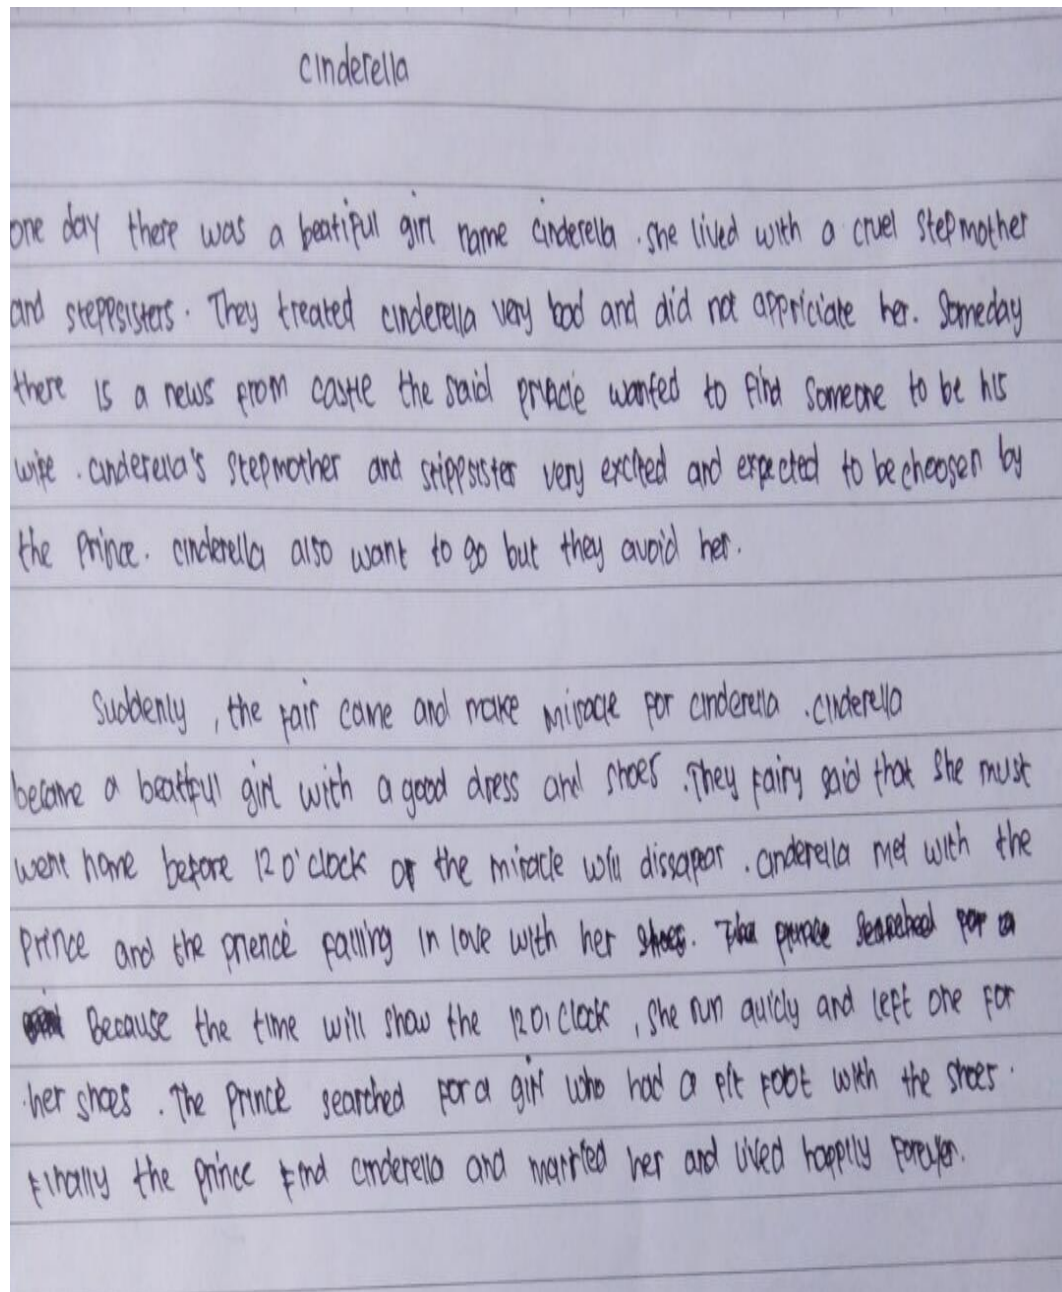 cinderella
one day there was a beatiful girl name cinderella . she lived with a cruel stepmother
and steppsisters . They treated cinderella very bad and did not appriciate her. Someday
there is a news from castle the said princie wanted to find someone to be his
wife . cinderella's stepmother and stippsister very excited and expected to be choosen by
the prince. cinderella also want to go but they avoid her.
Suddenly , the fair came and make miracle for cinderella . cinderella
became a beatiful girl with a good dress and shoes . They fairy said that she must
went home before 12 o'clock or the miracle will dissapear . cinderella met with the
prince and the prience falling in love with her shoes. The prince searched for a
Because the time will show the 12 o'clock , she run quicly and left one for
her shoes . The prince searched for a girl who had a fit foot with the shoes .
Finally the prince find cinderella and married her and lived happily forever.